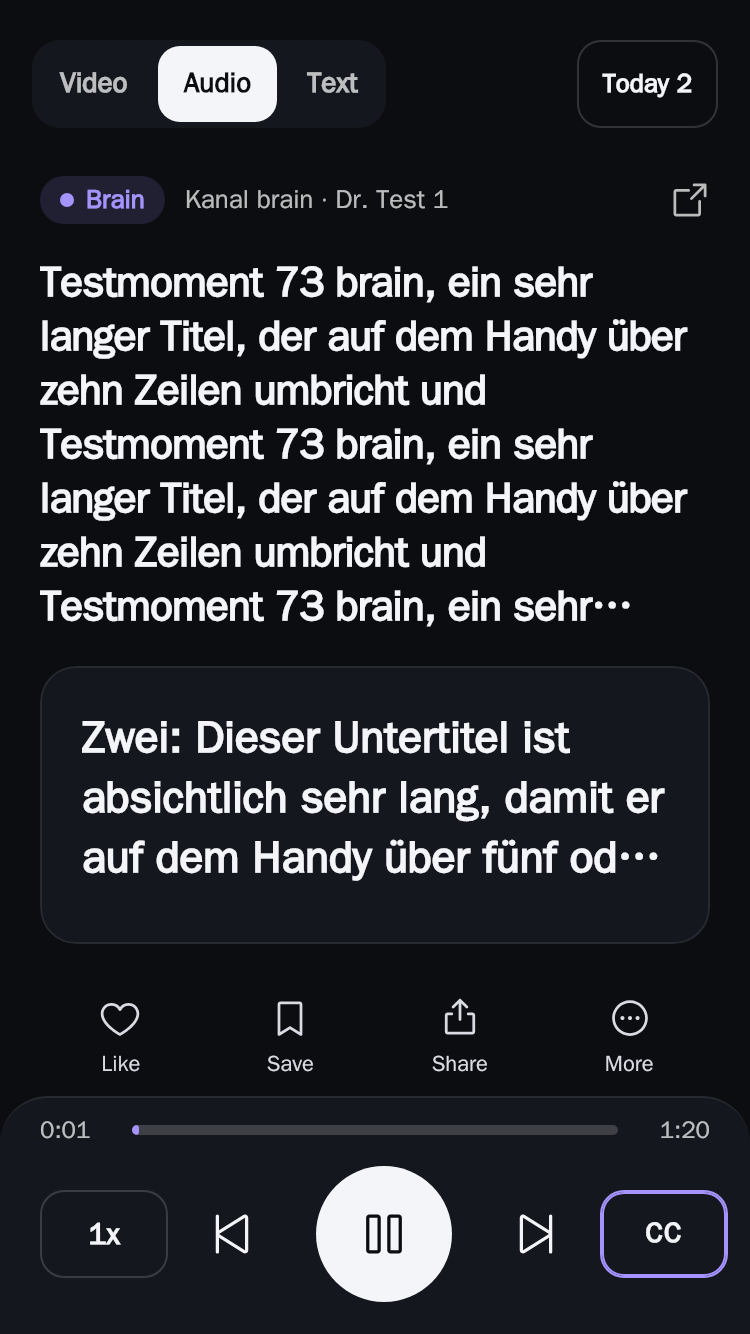 Video Audio Text Today 2
Brain Kanal brain · Dr. Test 1
Testmoment 73 brain, ein sehr
langer Titel, der auf dem Handy über
zehn Zeilen umbricht und
Testmoment 73 brain, ein sehr
langer Titel, der auf dem Handy über
zehn Zeilen umbricht und
Testmoment 73 brain, ein sehr…
Zwei: Dieser Untertitel ist
absichtlich sehr lang, damit er
auf dem Handy über fünf od…
Like Save Share More
0:01 1:20
1x CC